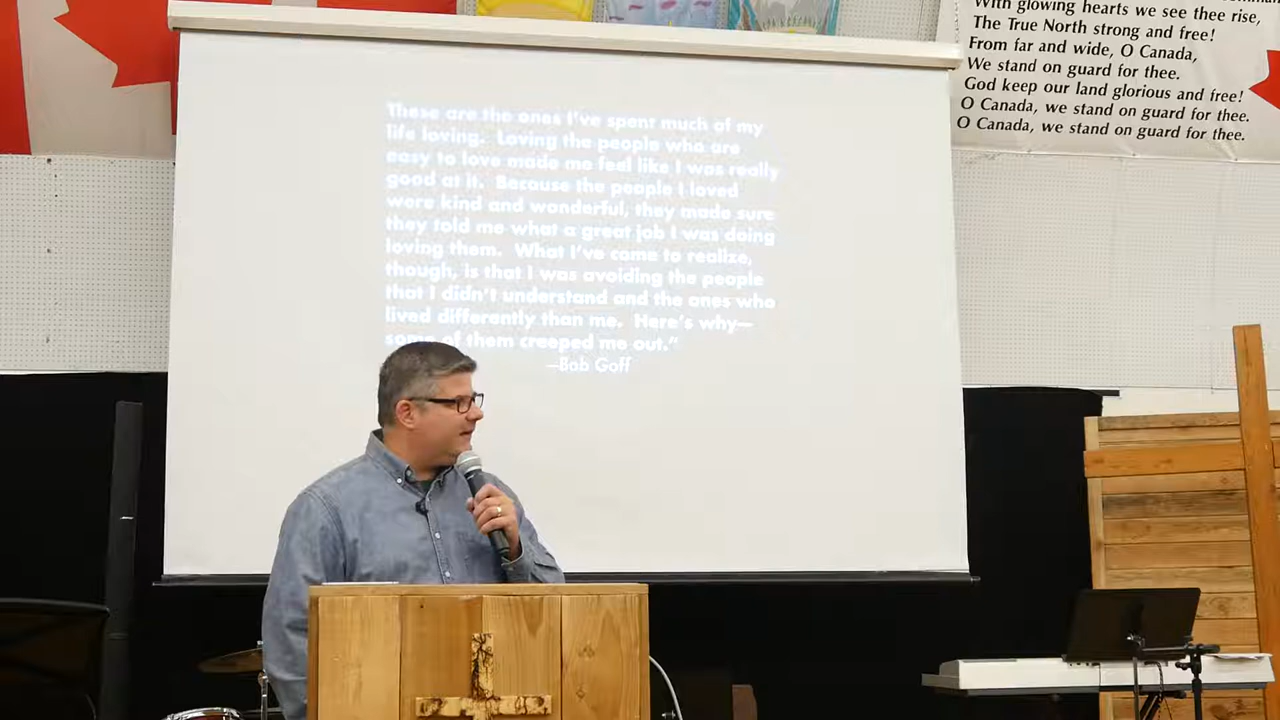 With glowing hearts we see thee rise,
The True North strong and free!
From far and wide, O Canada,
We stand on guard for thee.
God keep our land glorious and free!
O Canada, we stand on guard for thee.
O Canada, we stand on guard for thee.
These are the ones I've spent much of my
life loving. Loving the people who are
easy to love made me feel like I was really
good at it. Because the people I loved
were kind and wonderful, they made sure
they told me what a great job I was doing
loving them. What I've come to realize,
though, is that I was avoiding the people
that I didn't understand and the ones who
lived differently than me. Here's why—
some of them creeped me out."
—Bob Goff